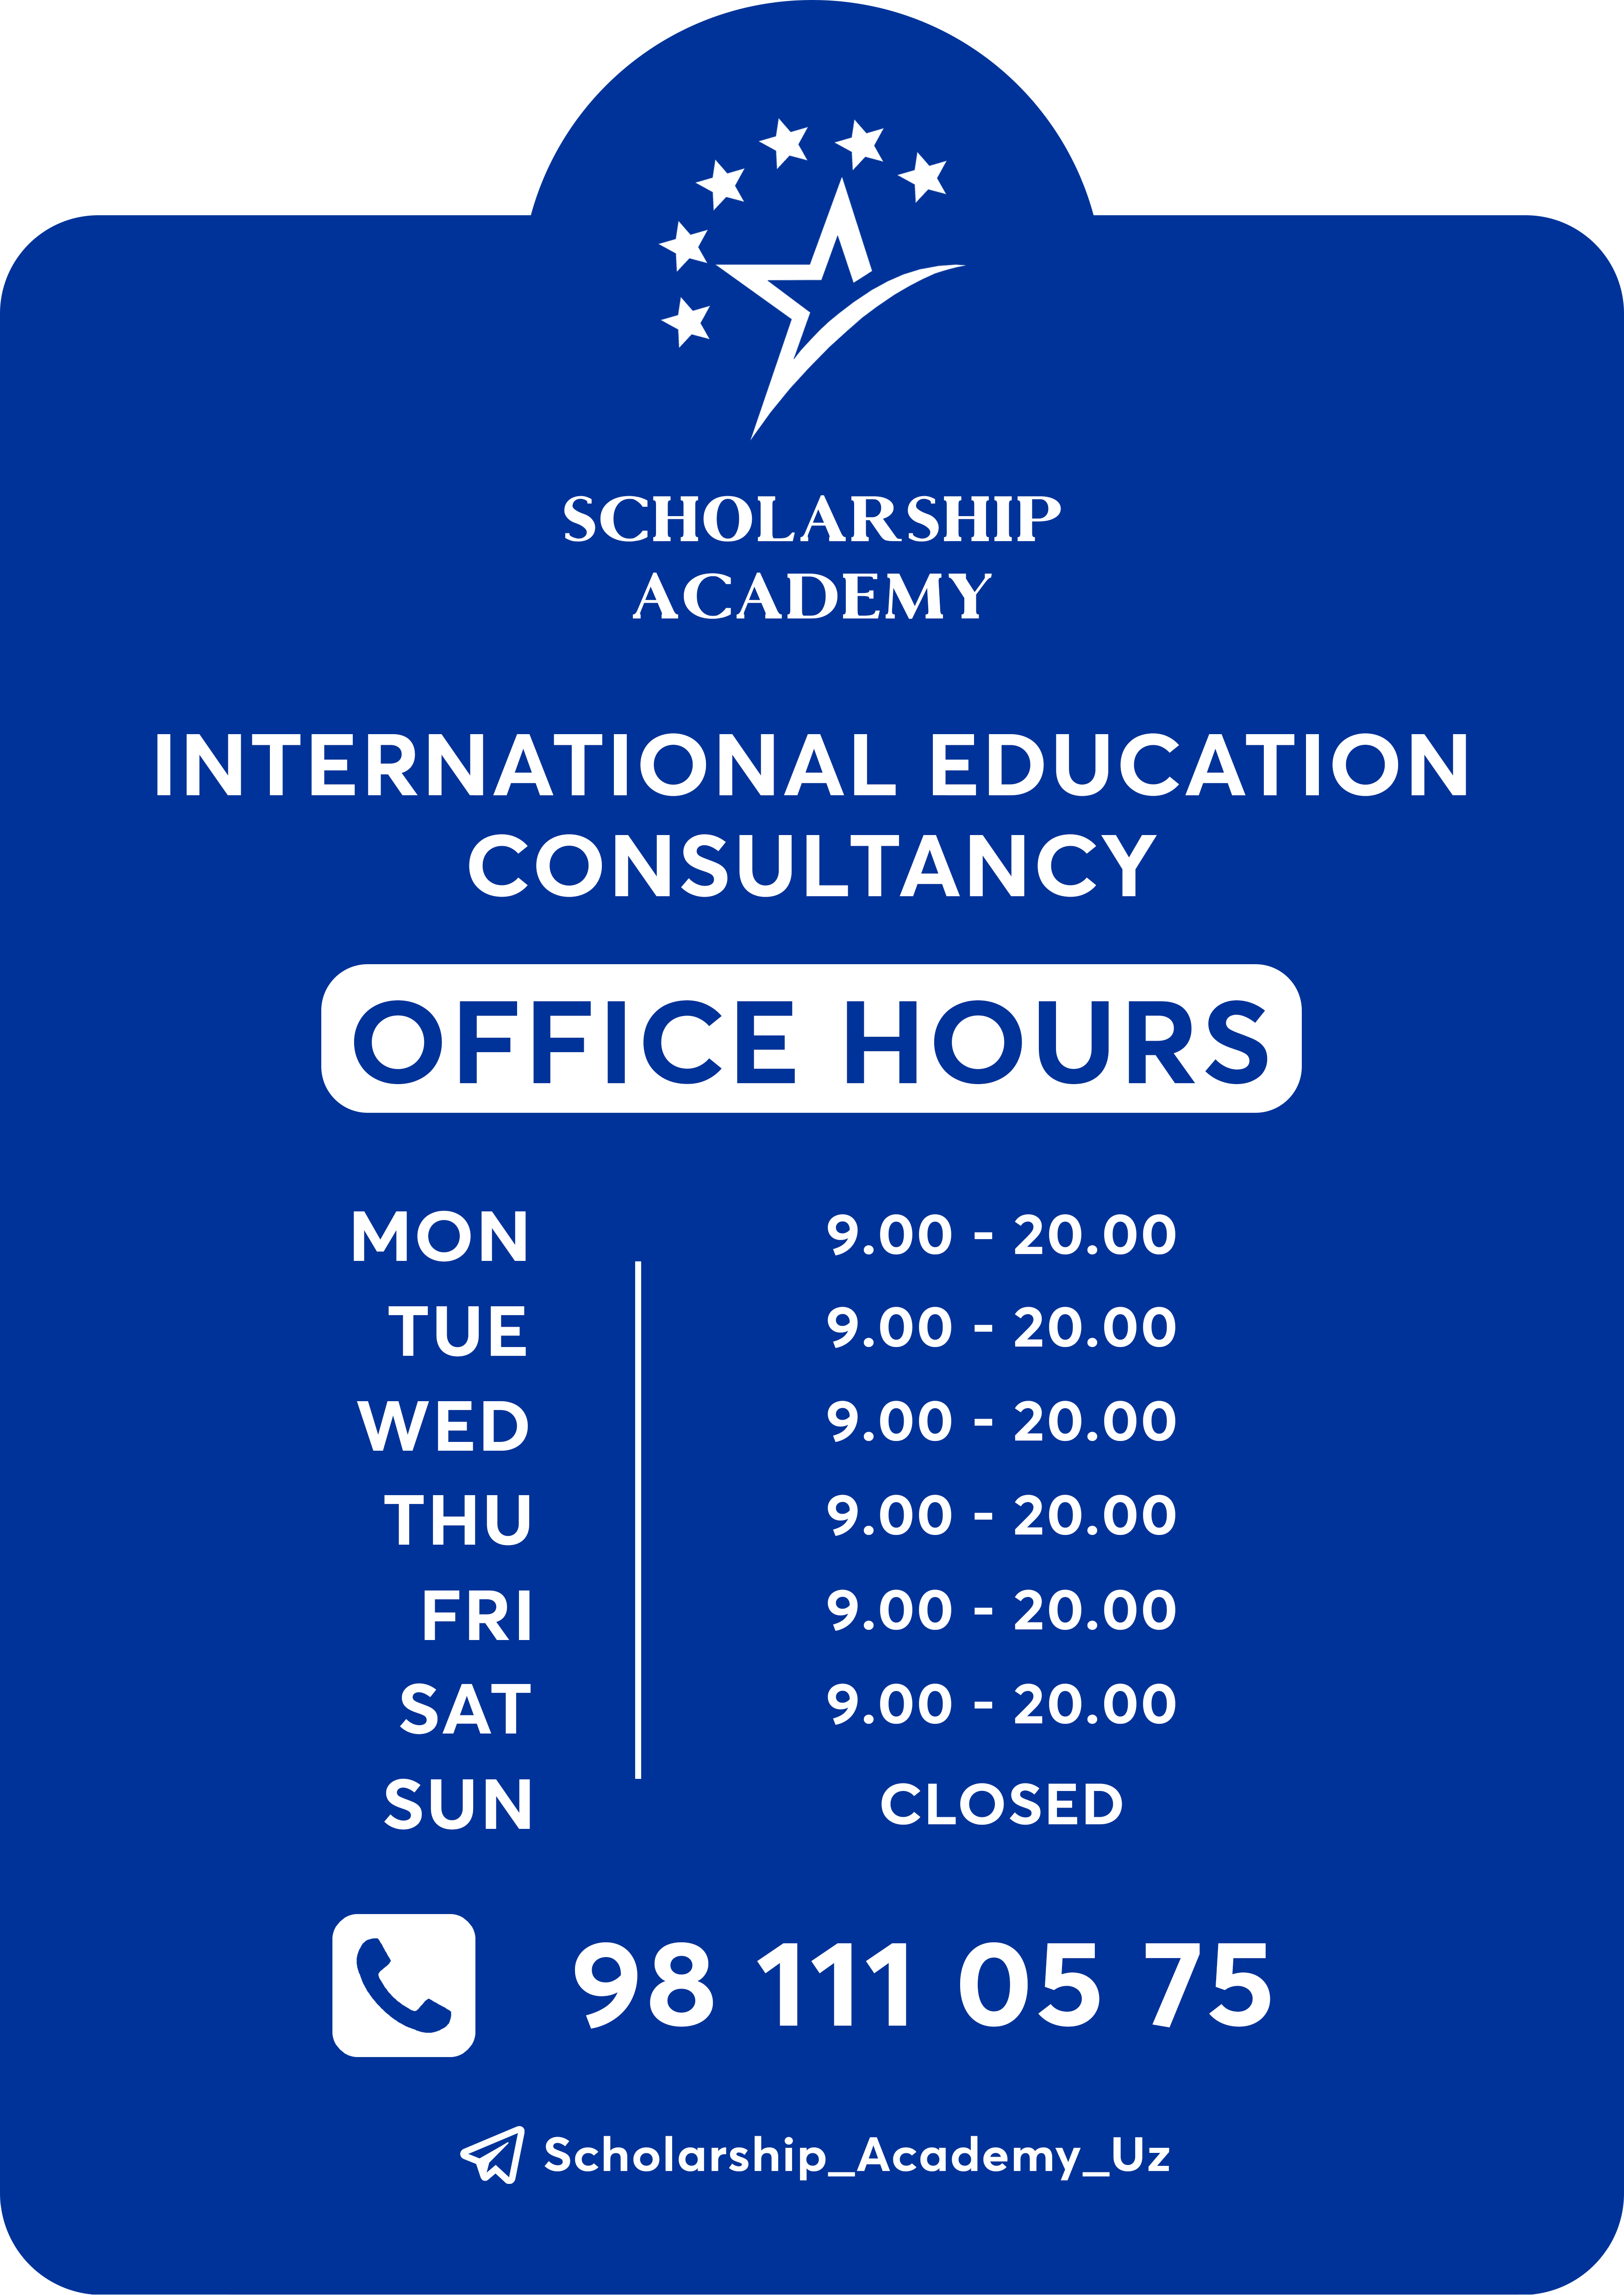 SCHOLARSHIP
ACADEMY
INTERNATIONAL EDUCATION
CONSULTANCY
OFFICE HOURS
MON 9.00 - 20.00
TUE 9.00 - 20.00
WED 9.00 - 20.00
THU 9.00 - 20.00
FRI 9.00 - 20.00
SAT 9.00 - 20.00
SUN CLOSED
98 111 05 75
Scholarship_Academy_Uz